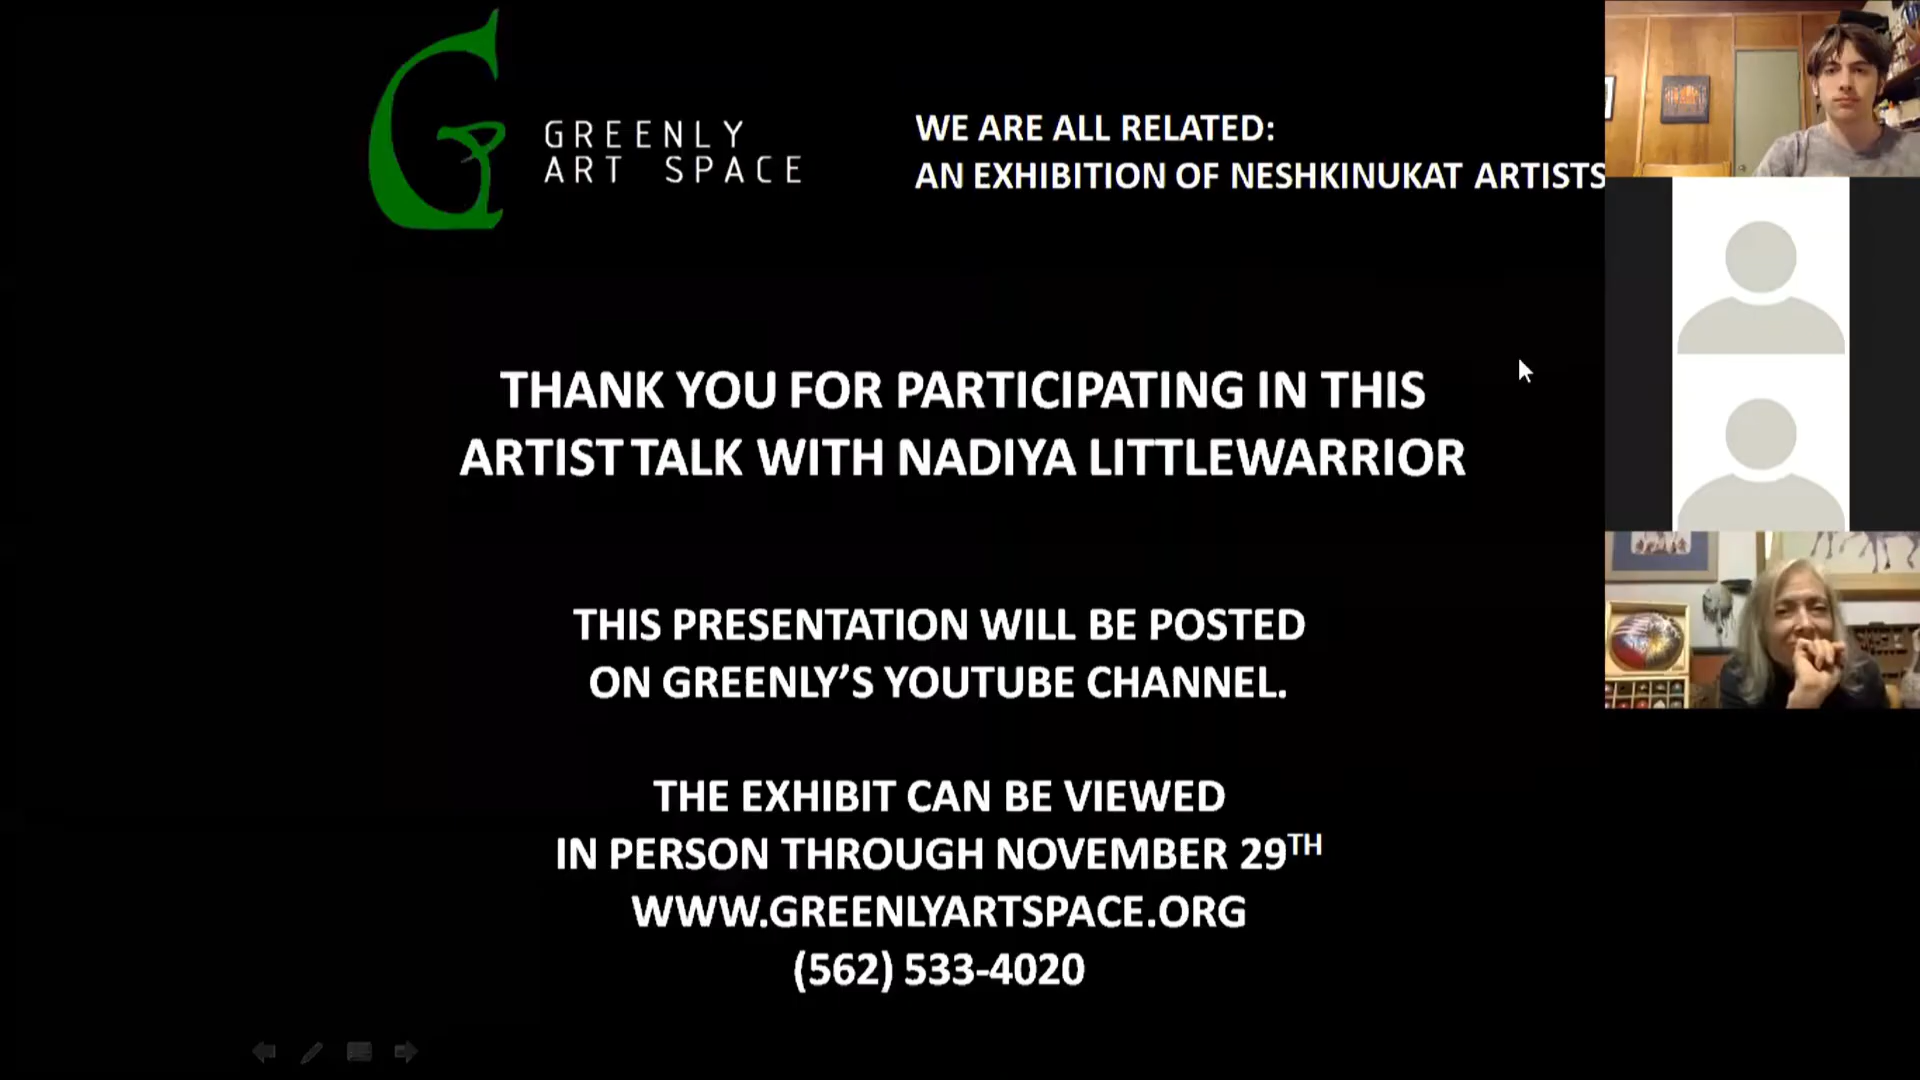 GREENLY
ART SPACE
WE ARE ALL RELATED:
AN EXHIBITION OF NESHKINUKAT ARTISTS
THANK YOU FOR PARTICIPATING IN THIS
ARTIST TALK WITH NADIYA LITTLEWARRIOR
THIS PRESENTATION WILL BE POSTED
ON GREENLY’S YOUTUBE CHANNEL.
THE EXHIBIT CAN BE VIEWED
IN PERSON THROUGH NOVEMBER 29TH
WWW.GREENLYARTSPACE.ORG
(562) 533-4020